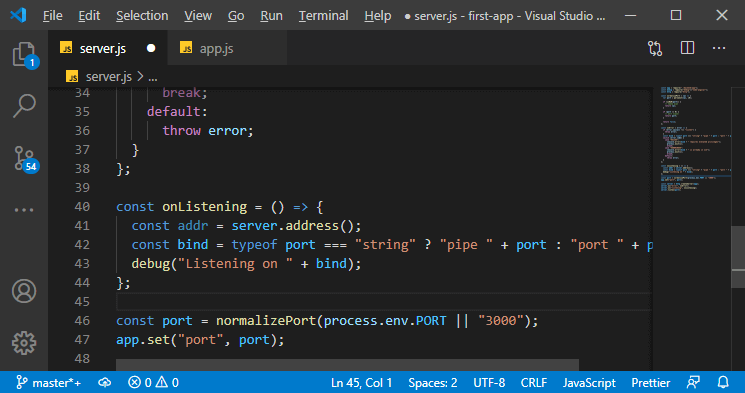 File Edit Selection View Go Run Terminal Help ● server.js - first-app - Visual Studio ...
JS server.js ● JS app.js
JS server.js > ...
1
54
34 break;
35 default:
36 throw error;
37 }
38 };
39
40 const onListening = () => {
41 const addr = server.address();
42 const bind = typeof port === "string" ? "pipe " + port : "port " + p
43 debug("Listening on " + bind);
44 };
45
46 const port = normalizePort(process.env.PORT || "3000");
47 app.set("port", port);
48
master*+ 0 0 Ln 45, Col 1 Spaces: 2 UTF-8 CRLF JavaScript Prettier